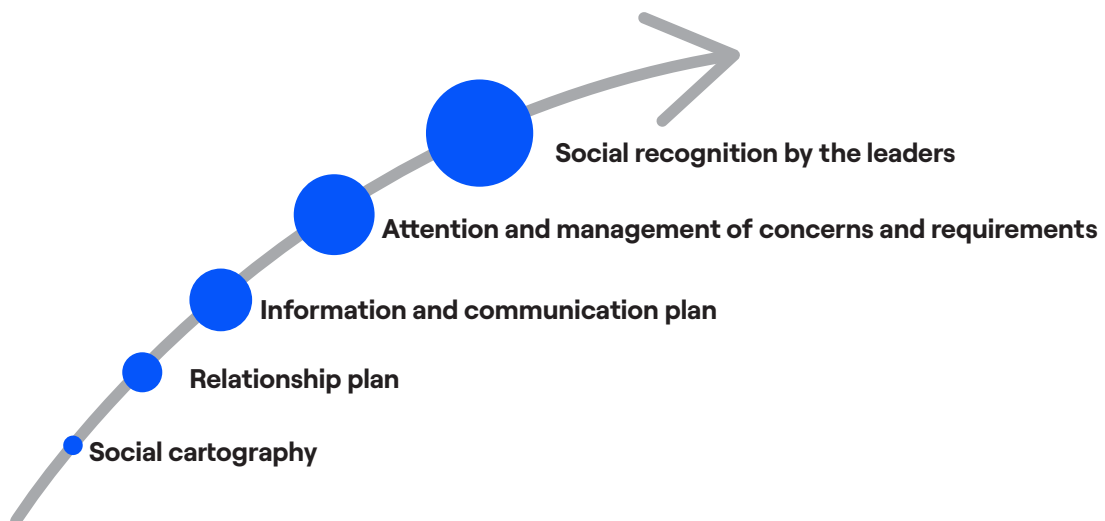 Social recognition by the leaders
Attention and management of concerns and requirements
Information and communication plan
Relationship plan
Social cartography